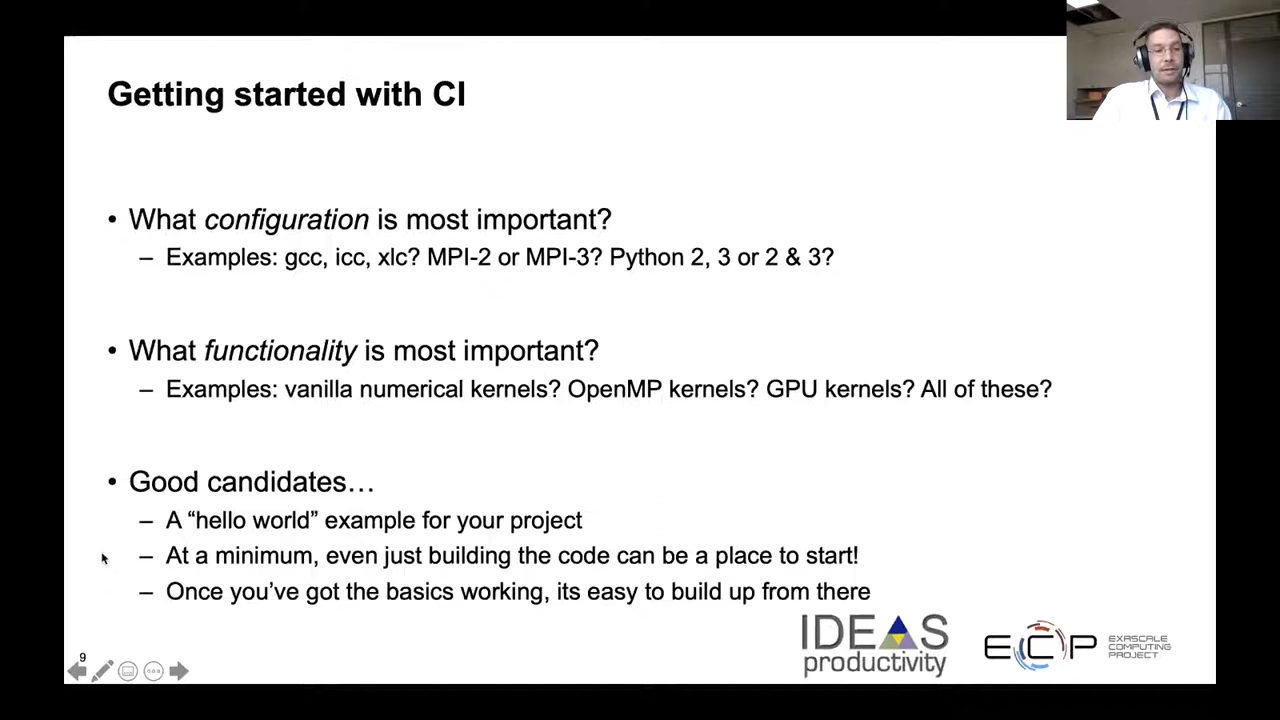 Getting started with CI
• What configuration is most important?
– Examples: gcc, icc, xlc? MPI-2 or MPI-3? Python 2, 3 or 2 & 3?
• What functionality is most important?
– Examples: vanilla numerical kernels? OpenMP kernels? GPU kernels? All of these?
• Good candidates…
– A “hello world” example for your project
– At a minimum, even just building the code can be a place to start!
– Once you’ve got the basics working, its easy to build up from there
9
IDEAS
productivity
ECP
EXASCALE
COMPUTING
PROJECT